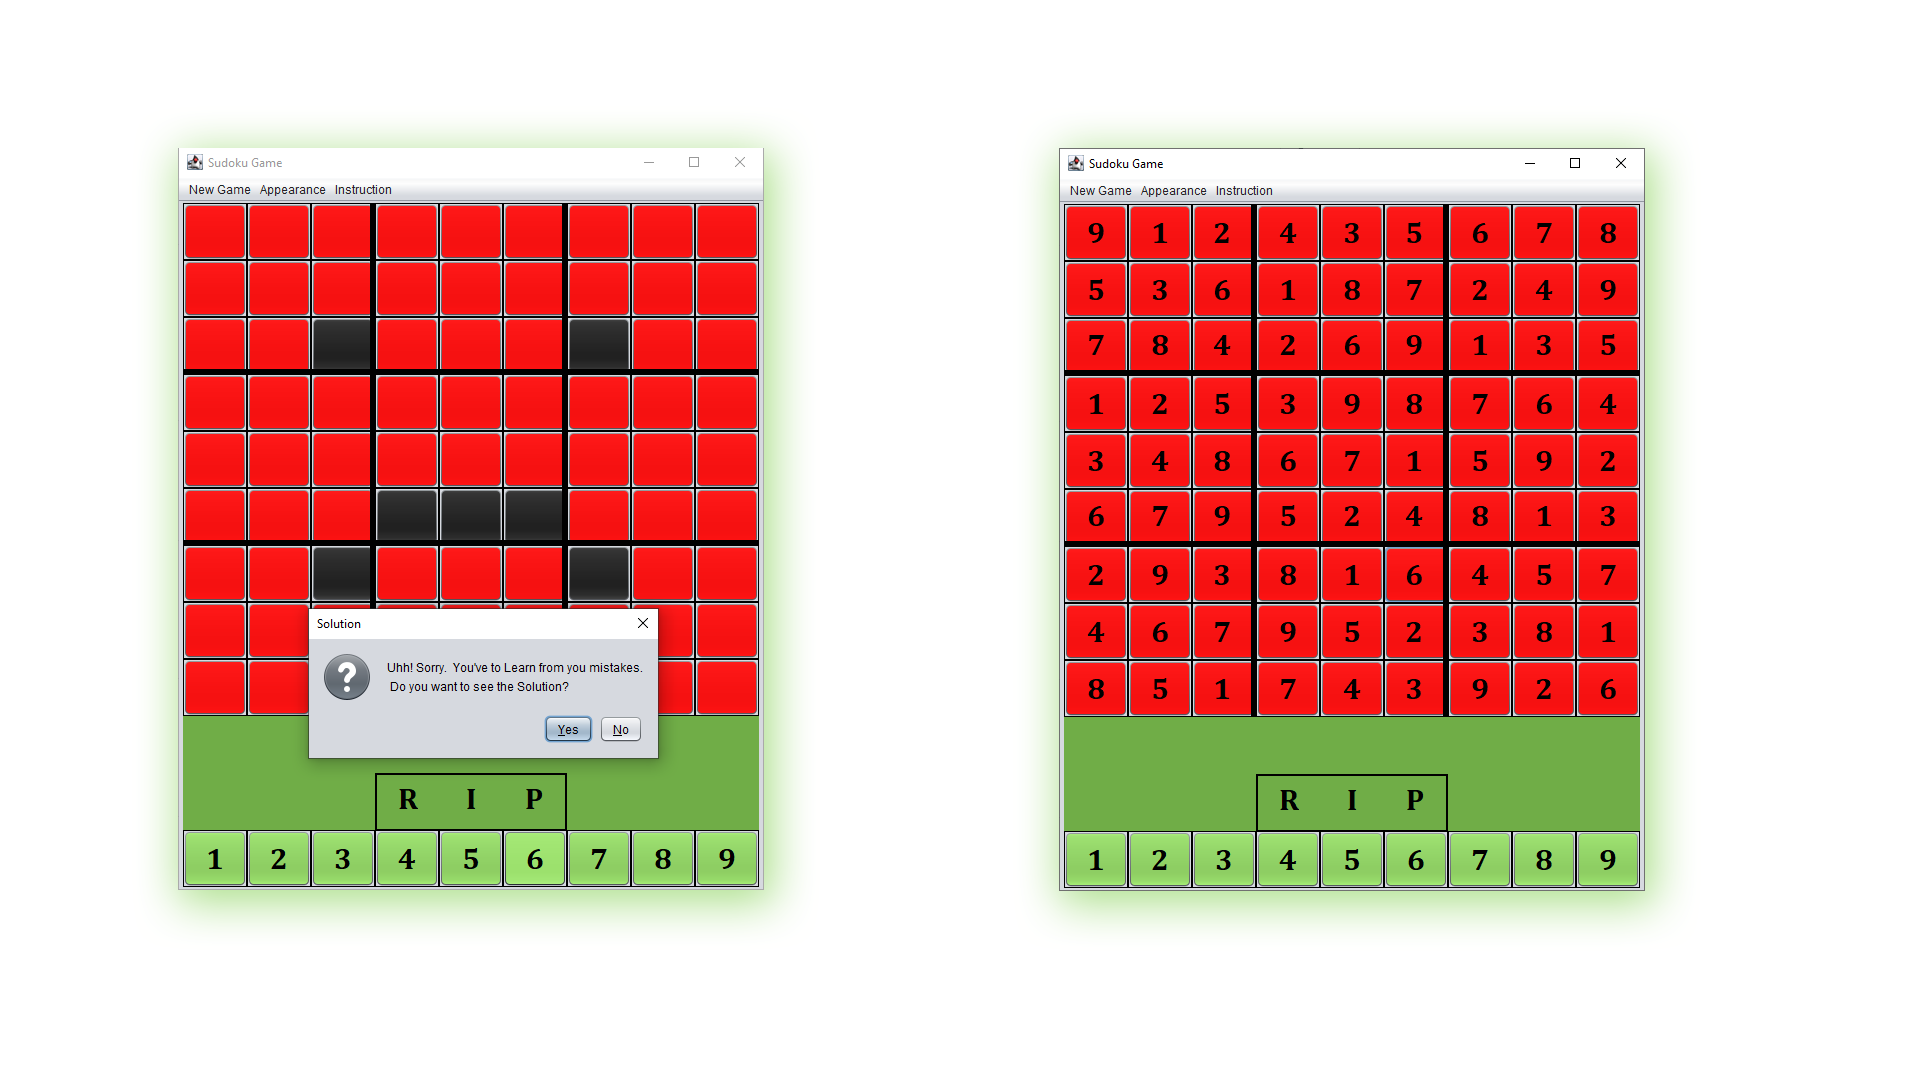 Sudoku Game
New Game Appearance Instruction
Solution
Uhh! Sorry. You've to Learn from you mistakes.
Do you want to see the Solution?
Yes No
R I P
1 2 3 4 5 6 7 8 9
Sudoku Game
New Game Appearance Instruction
9 1 2 4 3 5 6 7 8
5 3 6 1 8 7 2 4 9
7 8 4 2 6 9 1 3 5
1 2 5 3 9 8 7 6 4
3 4 8 6 7 1 5 9 2
6 7 9 5 2 4 8 1 3
2 9 3 8 1 6 4 5 7
4 6 7 9 5 2 3 8 1
8 5 1 7 4 3 9 2 6
R I P
1 2 3 4 5 6 7 8 9